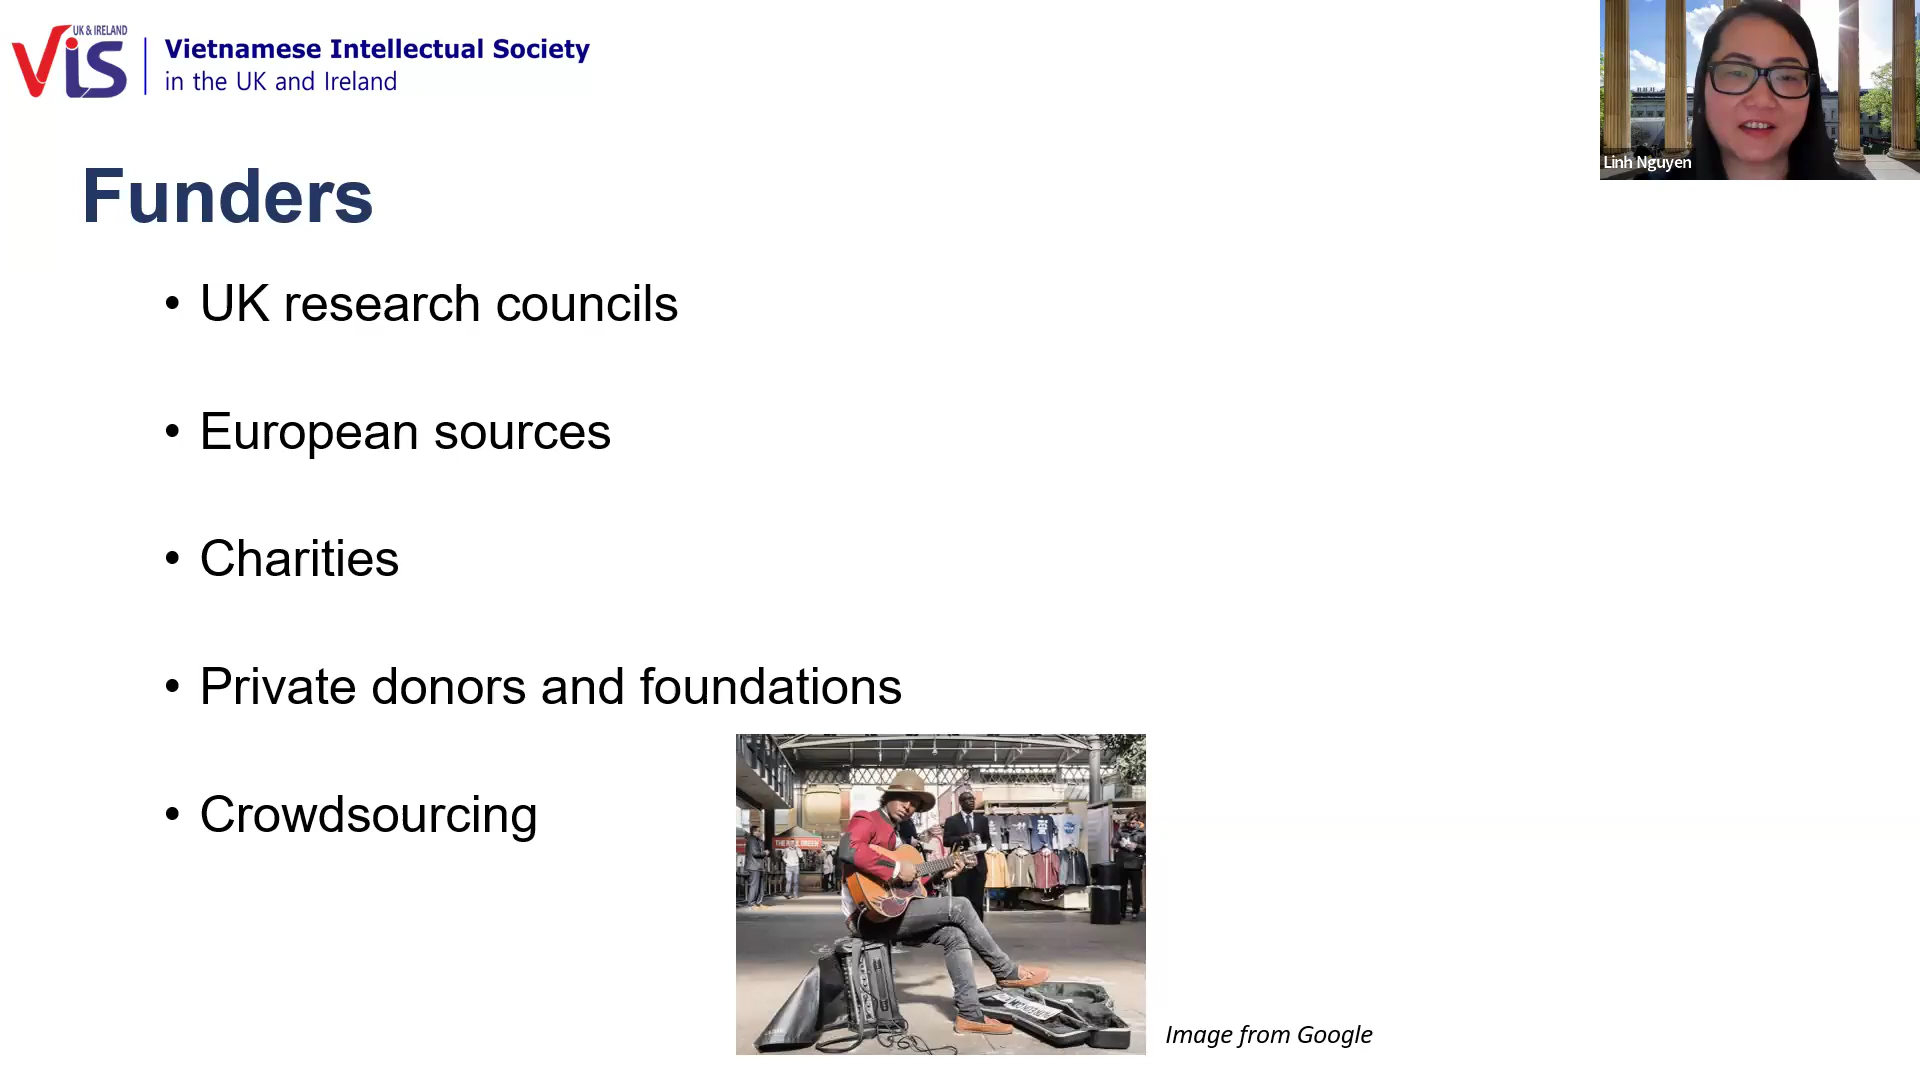 UK & IRELAND
ViS
Vietnamese Intellectual Society
in the UK and Ireland
Linh Nguyen
Funders
• UK research councils
• European sources
• Charities
• Private donors and foundations
• Crowdsourcing
Image from Google